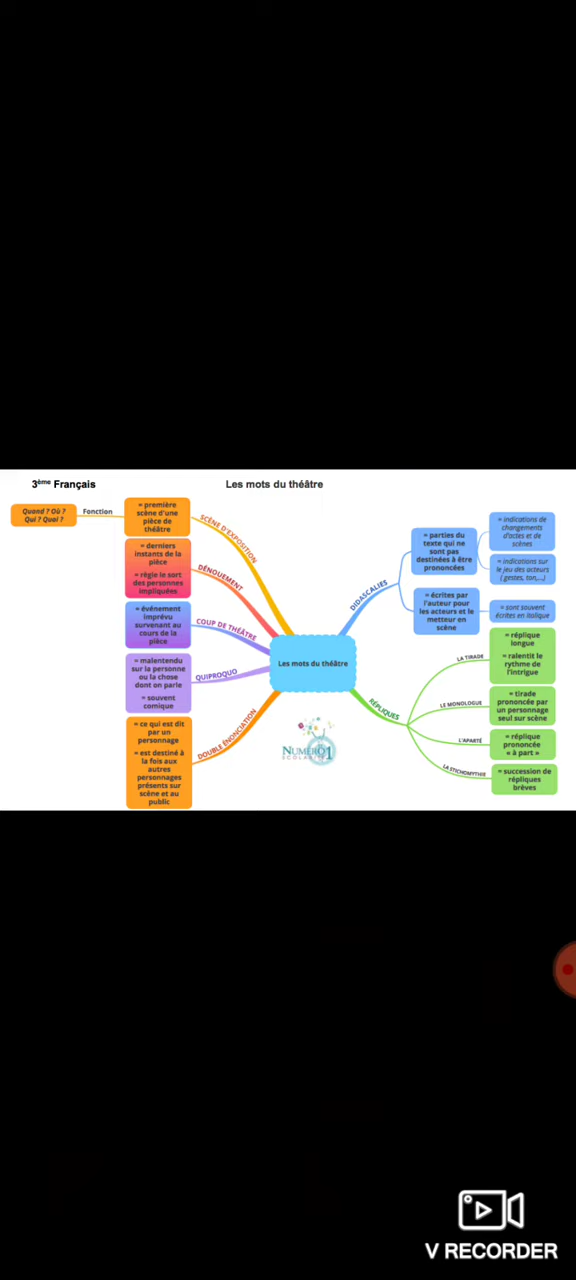 3ème Français
Les mots du théâtre
Quand ? Où ?
Qui ? Quoi ?
Fonction
= première
scène d'une
pièce de
théâtre
SCÈNE D'EXPOSITION
= derniers
instants de la
pièce
= règle le sort
des personnes
impliquées
DÉNOUEMENT
= événement
imprévu
survenant au
cours de la
pièce
COUP DE THÉÂTRE
= malentendu
sur la personne
ou la chose
dont on parle
= souvent
comique
QUIPROQUO
= ce qui est dit
par un
personnage
= est destiné à
la fois aux
autres
personnages
présents sur
scène et au
public
DOUBLE ÉNONCIATION
Les mots du théâtre
DIDASCALIES
= parties du
texte qui ne
sont pas
destinées à être
prononcées
= indications de
changements
d'actes et de
scènes
= indications sur
le jeu des acteurs
( gestes, ton,...)
= écrites par
l'auteur pour
les acteurs et le
metteur en
scène
= sont souvent
écrites en italique
RÉPLIQUES
LA TIRADE
= réplique
longue
= ralentit le
rythme de
l'intrigue
LE MONOLOGUE
= tirade
prononcée par
un personnage
seul sur scène
L'APARTÉ
= réplique
prononcée
« à part »
LA STICHOMYTHIE
= succession de
répliques
brèves
NUMÉRO 1
SCOLARITÉ
V RECORDER